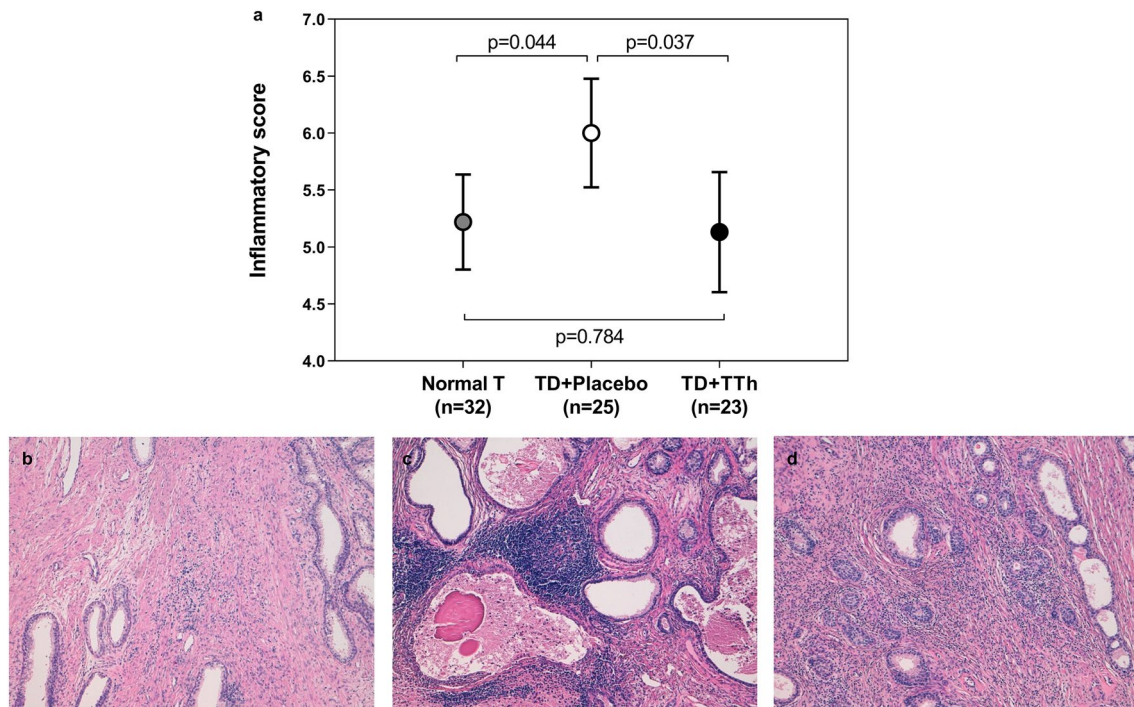 a
7.0
p=0.044 p=0.037
6.5
6.0
5.5
5.0
4.5
p=0.784
4.0
Inflammatory score
Normal T TD+Placebo TD+TTh
(n=32) (n=25) (n=23)
b c d